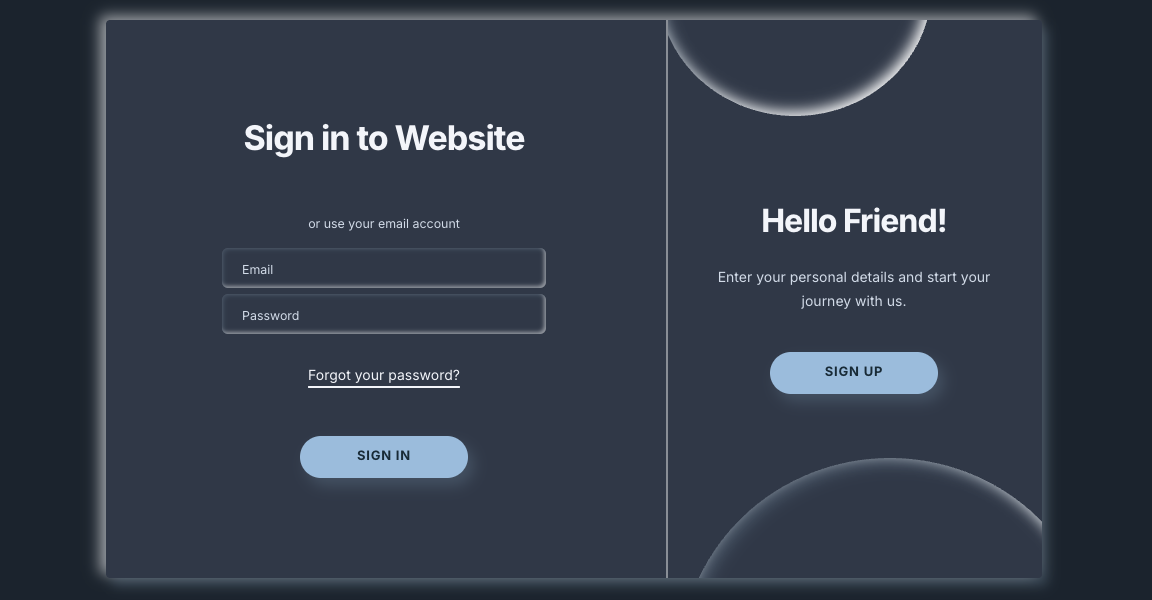 Sign in to Website
or use your email account
Email
Password
Forgot your password?
SIGN IN
Hello Friend!
Enter your personal details and start your
journey with us.
SIGN UP